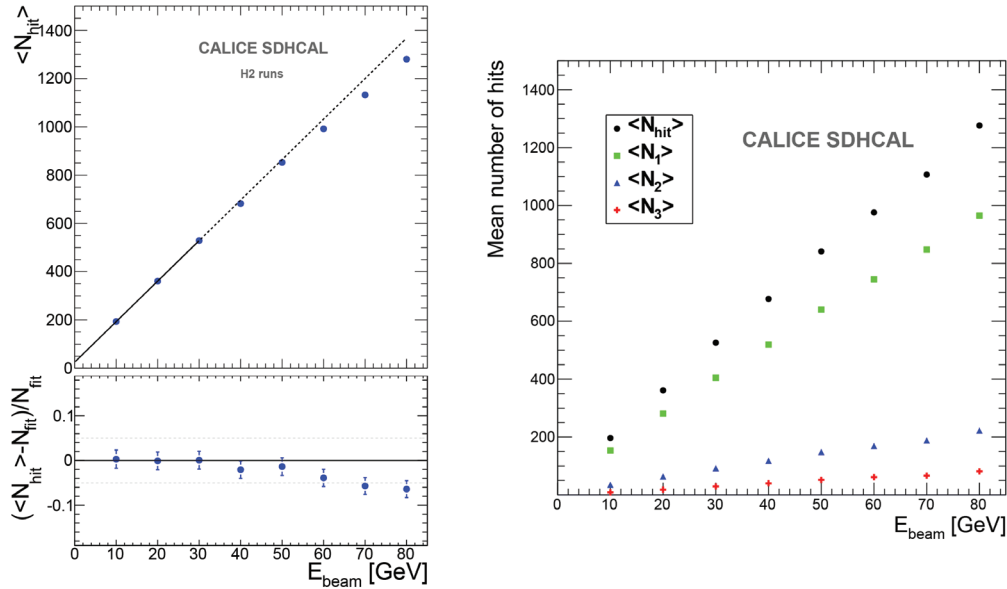 <N_hit>
1400
1200
1000
800
600
400
200
0
CALICE SDHCAL
H2 runs
(<N_hit>-N_fit)/N_fit
0.1
0
-0.1
0 10 20 30 40 50 60 70 80
E_beam [GeV]
Mean number of hits
1400
1200
1000
800
600
400
200
<N_hit>
<N_1>
<N_2>
<N_3>
CALICE SDHCAL
0 10 20 30 40 50 60 70 80
E_beam [GeV]